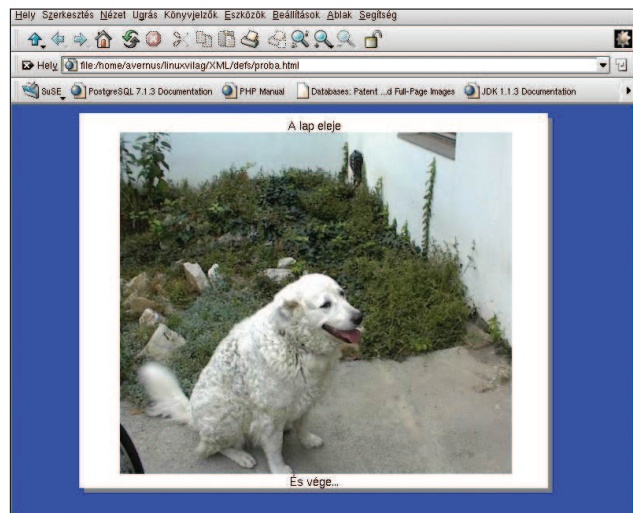 Hely Szerkesztés Nézet Ugrás Könyvjelzők Eszközök Beállítások Ablak Segítség
Hely file:/home/avernus/linuxvilag/XML/defs/proba.html
SuSE PostgreSQL 7.1.3 Documentation PHP Manual Databases: Patent ...d Full-Page Images JDK 1.1.3 Documentation
A lap eleje
És vége...